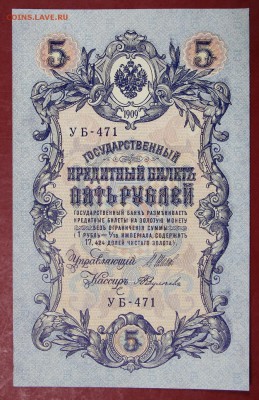 COINS.LAVE.RU
5 5
1909
УБ-471
ГОСУДАРСТВЕННЫЙ
КРЕДИТНЫЙ БИЛЕТЪ
ПЯТЬ РУБЛЕЙ
ГОСУДАРСТВЕННЫЙ БАНКЪ РАЗМѢНИВАЕТЪ
КРЕДИТНЫЕ БИЛЕТЫ НА ЗОЛОТУЮ МОНЕТУ
БЕЗЪ ОГРАНИЧЕНІЯ СУММЫ
(1 РУБЛЬ = 1/15 ИМПЕРІАЛА, СОДЕРЖИТЪ
17,424 ДОЛЕЙ ЧИСТАГО ЗОЛОТА)
Управляющій
Кассиръ
УБ-471
5